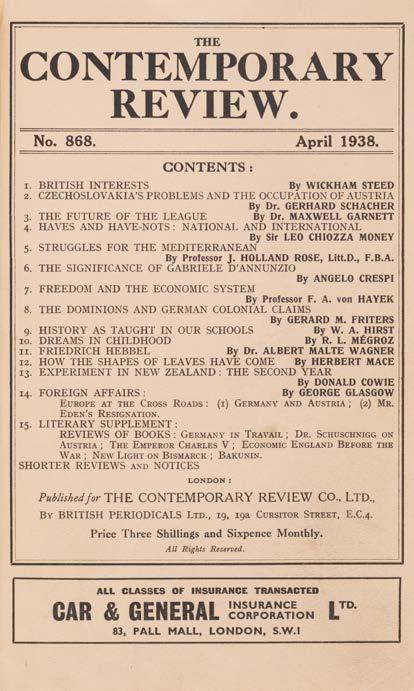 THE
CONTEMPORARY
REVIEW.
No. 868. April 1938.
CONTENTS :
1. BRITISH INTERESTS By WICKHAM STEED
2. CZECHOSLOVAKIA'S PROBLEMS AND THE OCCUPATION OF AUSTRIA
By Dr. GERHARD SCHACHER
3. THE FUTURE OF THE LEAGUE By Dr. MAXWELL GARNETT
4. HAVES AND HAVE-NOTS : NATIONAL AND INTERNATIONAL
By Sir LEO CHIOZZA MONEY
5. STRUGGLES FOR THE MEDITERRANEAN
By Professor J. HOLLAND ROSE, Litt.D., F.B.A.
6. THE SIGNIFICANCE OF GABRIELE D'ANNUNZIO
By ANGELO CRESPI
7. FREEDOM AND THE ECONOMIC SYSTEM
By Professor F. A. von HAYEK
8. THE DOMINIONS AND GERMAN COLONIAL CLAIMS
By GERARD M. FRITERS
9. HISTORY AS TAUGHT IN OUR SCHOOLS By W. A. HIRST
10. DREAMS IN CHILDHOOD By R. L. MÉGROZ
11. FRIEDRICH HEBBEL By Dr. ALBERT MALTE WAGNER
12. HOW THE SHAPES OF LEAVES HAVE COME By HERBERT MACE
13. EXPERIMENT IN NEW ZEALAND : THE SECOND YEAR
By DONALD COWIE
14. FOREIGN AFFAIRS : By GEORGE GLASGOW
EUROPE AT THE CROSS ROADS : (1) GERMANY AND AUSTRIA ; (2) MR.
EDEN'S RESIGNATION.
15. LITERARY SUPPLEMENT :
REVIEWS OF BOOKS : GERMANY IN TRAVAIL ; DR. SCHUSCHNIGG ON
AUSTRIA ; THE EMPEROR CHARLES V ; ECONOMIC ENGLAND BEFORE THE
WAR ; NEW LIGHT ON BISMARCK ; BAKUNIN.
SHORTER REVIEWS AND NOTICES
LONDON :
Published for THE CONTEMPORARY REVIEW CO., LTD.,
BY BRITISH PERIODICALS LTD., 19, 19a CURSITOR STREET, E.C.4.
Price Three Shillings and Sixpence Monthly.
All Rights Reserved.
ALL CLASSES OF INSURANCE TRANSACTED
CAR & GENERAL INSURANCE CORPORATION LTD.
83, PALL MALL, LONDON, S.W.1